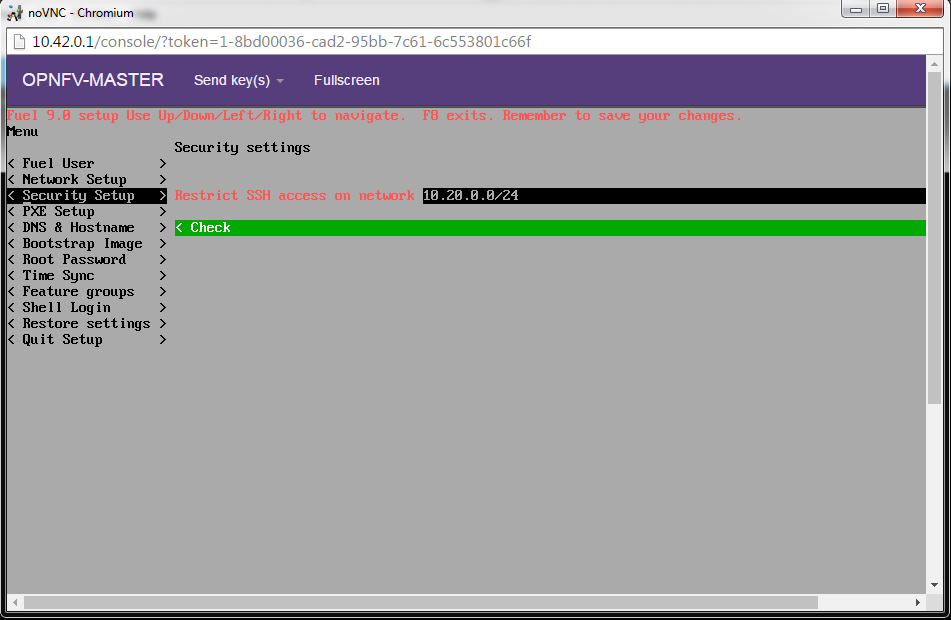 noVNC - Chromium
10.42.0.1/console/?token=1-8bd00036-cad2-95bb-7c61-6c553801c66f
OPNFV-MASTER Send key(s) Fullscreen
Fuel 9.0 setup Use Up/Down/Left/Right to navigate. F8 exits. Remember to save your changes.
Menu
Security settings
< Fuel User >
< Network Setup >
< Security Setup > Restrict SSH access on network 10.20.0.0/24
< PXE Setup >
< DNS & Hostname > < Check
< Bootstrap Image >
< Root Password >
< Time Sync >
< Feature groups >
< Shell Login >
< Restore settings >
< Quit Setup >